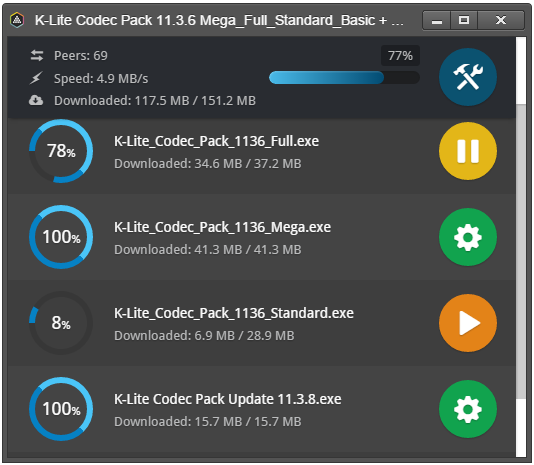 K-Lite Codec Pack 11.3.6 Mega_Full_Standard_Basic + ...
Peers: 69
77%
Speed: 4.9 MB/s
Downloaded: 117.5 MB / 151.2 MB
78%
K-Lite_Codec_Pack_1136_Full.exe
Downloaded: 34.6 MB / 37.2 MB
100%
K-Lite_Codec_Pack_1136_Mega.exe
Downloaded: 41.3 MB / 41.3 MB
8%
K-Lite_Codec_Pack_1136_Standard.exe
Downloaded: 6.9 MB / 28.9 MB
100%
K-Lite Codec Pack Update 11.3.8.exe
Downloaded: 15.7 MB / 15.7 MB